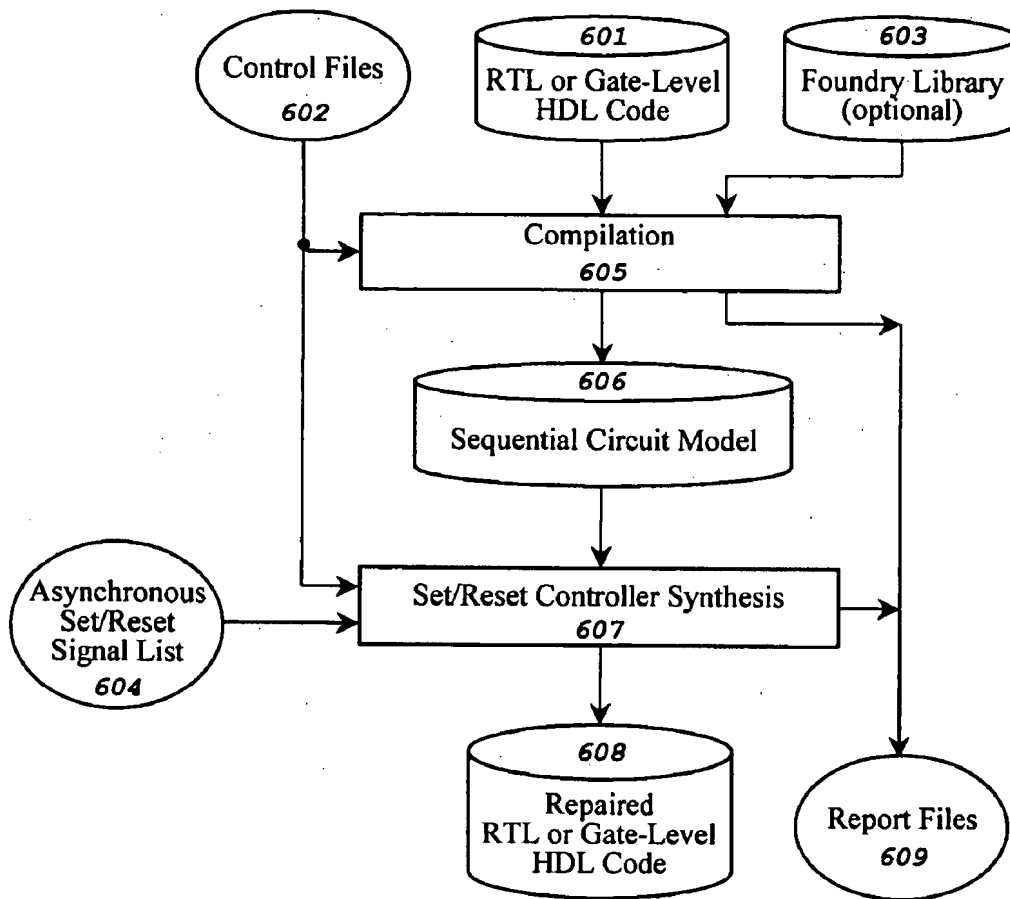 Control Files
602
601
RTL or Gate-Level
HDL Code
603
Foundry Library
(optional)
Compilation
605
606
Sequential Circuit Model
Asynchronous
Set/Reset
Signal List
604
Set/Reset Controller Synthesis
607
608
Repaired
RTL or Gate-Level
HDL Code
Report Files
609